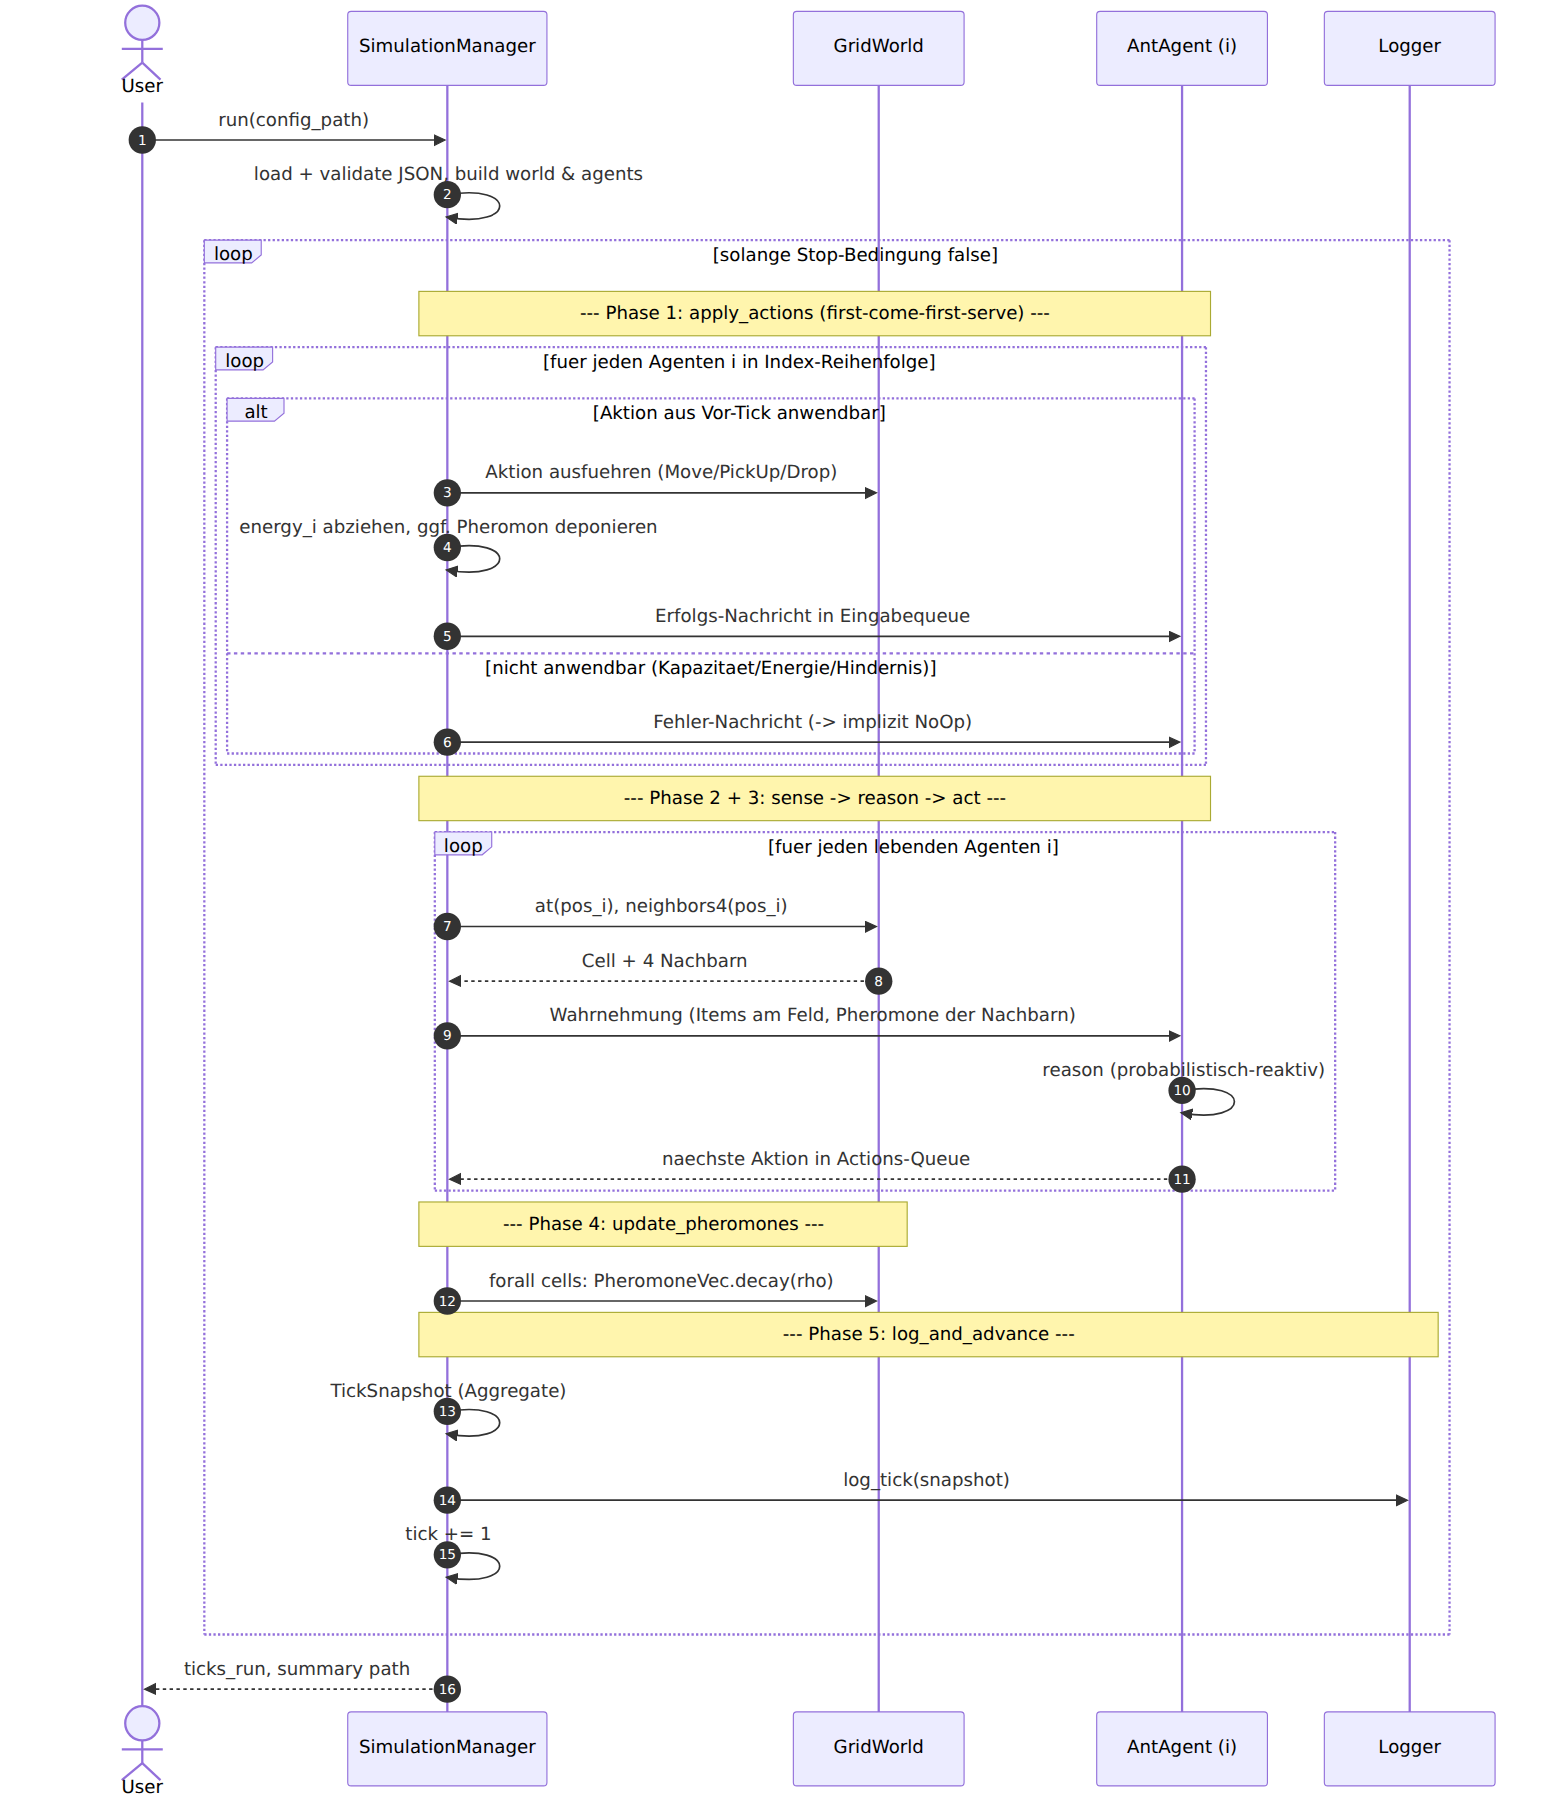 User
SimulationManager
GridWorld
AntAgent (i)
Logger
run(config_path)
1
load + validate JSON, build world & agents
2
loop
[solange Stop-Bedingung false]
--- Phase 1: apply_actions (first-come-first-serve) ---
loop
[fuer jeden Agenten i in Index-Reihenfolge]
alt
[Aktion aus Vor-Tick anwendbar]
Aktion ausfuehren (Move/PickUp/Drop)
3
energy_i abziehen, ggf. Pheromon deponieren
4
Erfolgs-Nachricht in Eingabequeue
5
[nicht anwendbar (Kapazitaet/Energie/Hindernis)]
Fehler-Nachricht (-> implizit NoOp)
6
--- Phase 2 + 3: sense -> reason -> act ---
loop
[fuer jeden lebenden Agenten i]
at(pos_i), neighbors4(pos_i)
7
Cell + 4 Nachbarn
8
Wahrnehmung (Items am Feld, Pheromone der Nachbarn)
9
reason (probabilistisch-reaktiv)
10
naechste Aktion in Actions-Queue
11
--- Phase 4: update_pheromones ---
forall cells: PheromoneVec.decay(rho)
12
--- Phase 5: log_and_advance ---
TickSnapshot (Aggregate)
13
log_tick(snapshot)
14
tick += 1
15
ticks_run, summary path
16
User
SimulationManager
GridWorld
AntAgent (i)
Logger